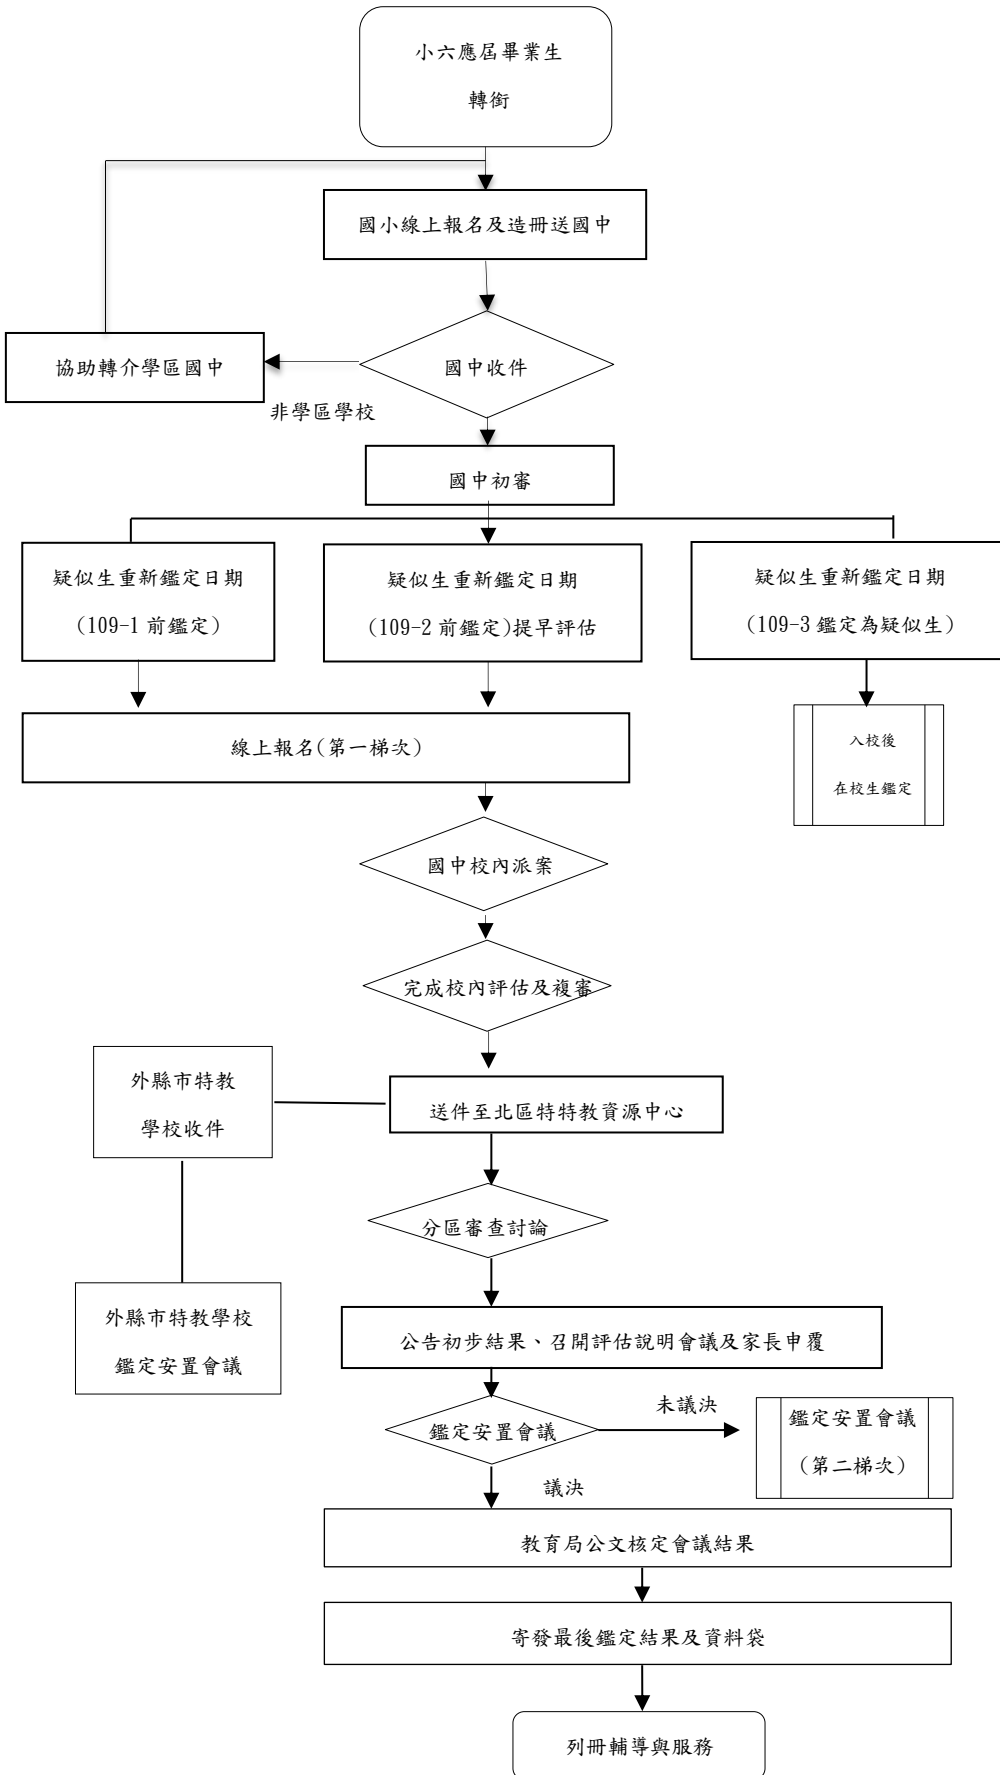 小六應屆畢業生
轉銜
國小線上報名及造冊送國中
國中收件
協助轉介學區國中
非學區學校
國中初審
疑似生重新鑑定日期
(109-1 前鑑定)
疑似生重新鑑定日期
(109-2 前鑑定)提早評估
疑似生重新鑑定日期
(109-3 鑑定為疑似生)
線上報名(第一梯次)
入校後
在校生鑑定
國中校內派案
完成校內評估及複審
外縣市特教
學校收件
送件至北區特特教資源中心
分區審查討論
外縣市特教學校
鑑定安置會議
公告初步結果、召開評估說明會議及家長申覆
鑑定安置會議
未議決
鑑定安置會議
(第二梯次)
議決
教育局公文核定會議結果
寄發最後鑑定結果及資料袋
列冊輔導與服務